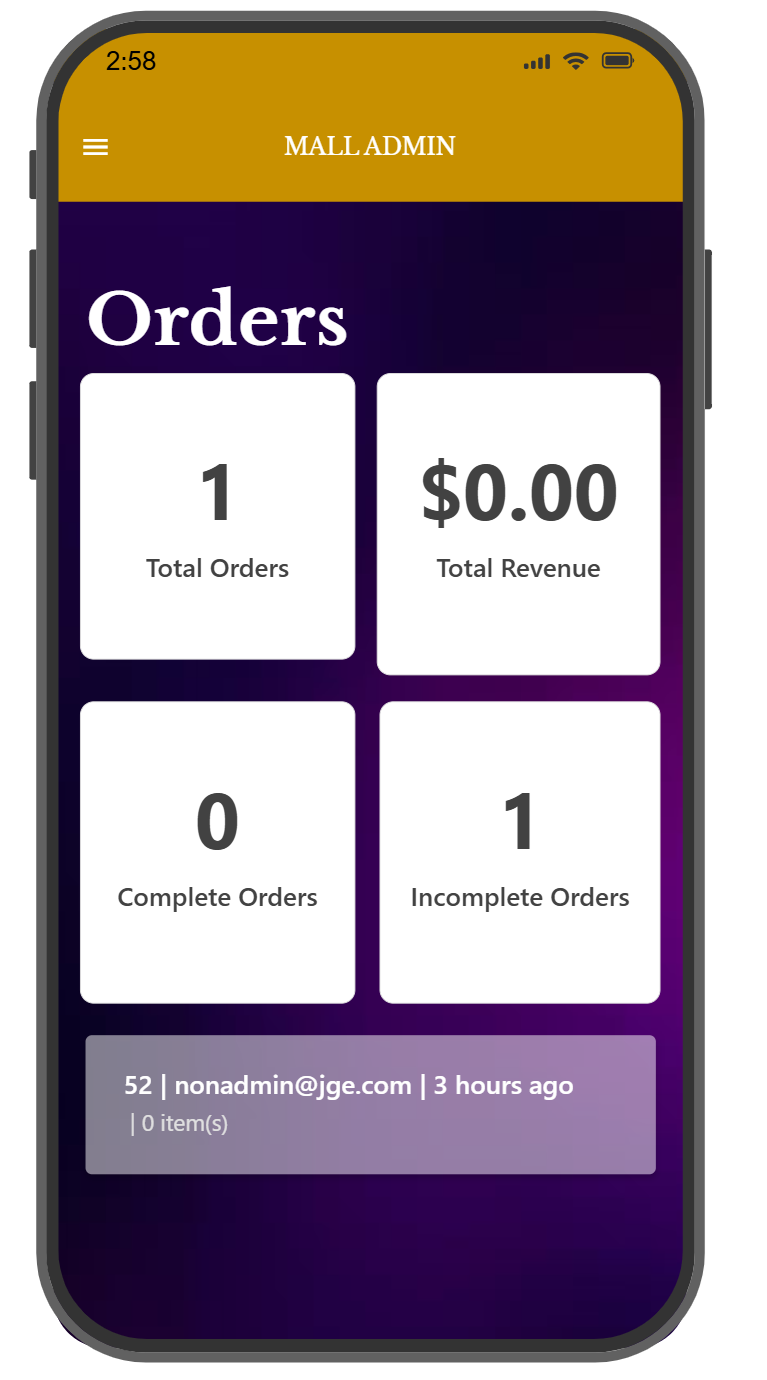 2:58
MALL ADMIN
Orders
1
Total Orders
$0.00
Total Revenue
0
Complete Orders
1
Incomplete Orders
52 | nonadmin@jge.com | 3 hours ago
| 0 item(s)